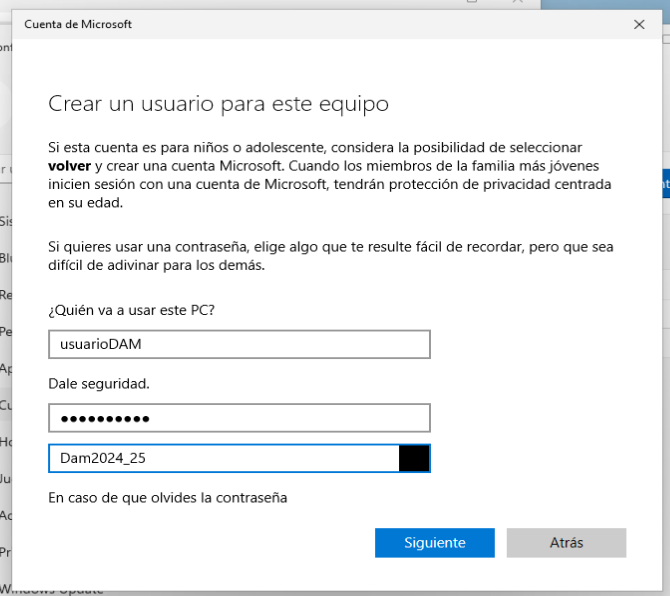 Cuenta de Microsoft
Crear un usuario para este equipo
Si esta cuenta es para niños o adolescente, considera la posibilidad de seleccionar
volver y crear una cuenta Microsoft. Cuando los miembros de la familia más jóvenes
inicien sesión con una cuenta de Microsoft, tendrán protección de privacidad centrada
en su edad.
Si quieres usar una contraseña, elige algo que te resulte fácil de recordar, pero que sea
difícil de adivinar para los demás.
¿Quién va a usar este PC?
usuarioDAM
Dale seguridad.
●●●●●●●●●●
Dam2024_25
En caso de que olvides la contraseña
Siguiente
Atrás
Windows Update